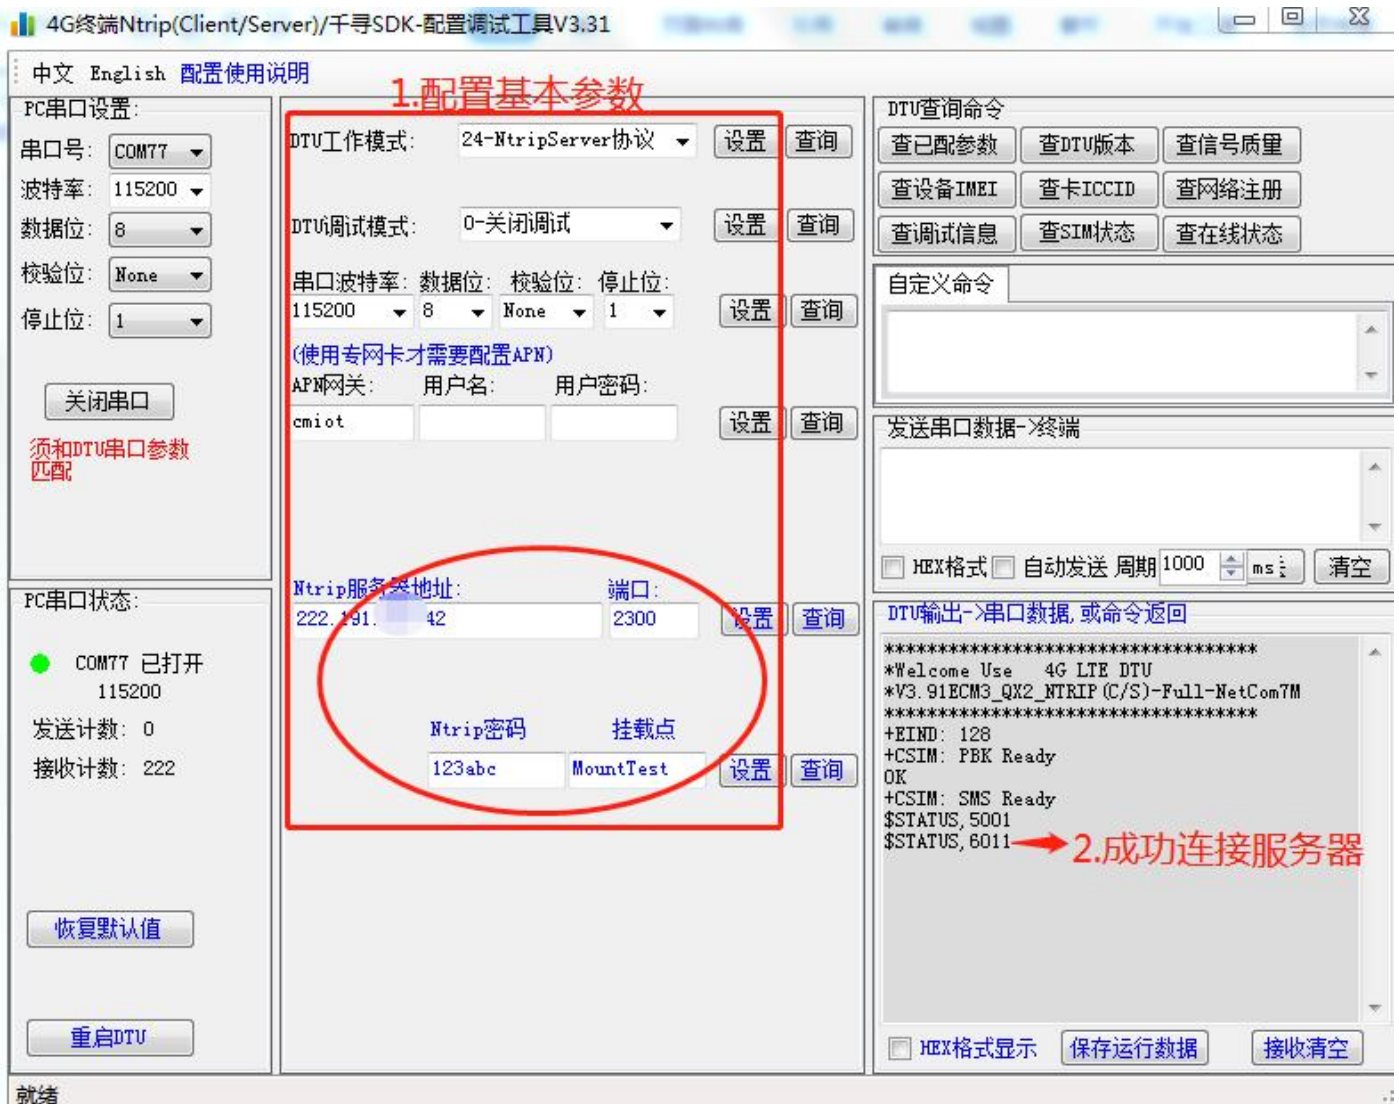 4G终端Ntrip(Client/Server)/千寻SDK-配置调试工具V3.31
中文 English 配置使用说明
1.配置基本参数
PC串口设置:
串口号: COM77
波特率: 115200
数据位: 8
校验位: None
停止位: 1
关闭串口
须和DTU串口参数
匹配
PC串口状态:
COM77 已打开
115200
发送计数: 0
接收计数: 222
恢复默认值
重启DTU
就绪
DTU工作模式: 24-NtripServer协议 设置 查询
DTU调试模式: 0-关闭调试 设置 查询
串口波特率: 数据位: 校验位: 停止位:
115200 8 None 1 设置 查询
(使用专网卡才需要配置APN)
APN网关: 用户名: 用户密码:
cmiot 设置 查询
Ntrip服务器地址: 端口:
222.191. 42 2300 设置 查询
Ntrip密码 挂载点
123abc MountTest 设置 查询
DTU查询命令
查已配参数 查DTU版本 查信号质量
查设备IMEI 查卡ICCID 查网络注册
查调试信息 查SIM状态 查在线状态
自定义命令
发送串口数据->终端
HEX格式 自动发送 周期 1000 ms 清空
DTU输出->串口数据,或命令返回
***********************************
*Welcome Use 4G LTE DTU
*V3.91ECM3_QX2_NTRIP(C/S)-Full-NetCom7M
***********************************
+EIND: 128
+CSIM: PBK Ready
OK
+CSIM: SMS Ready
$STATUS,5001
$STATUS,6011
2.成功连接服务器
HEX格式显示 保存运行数据 接收清空